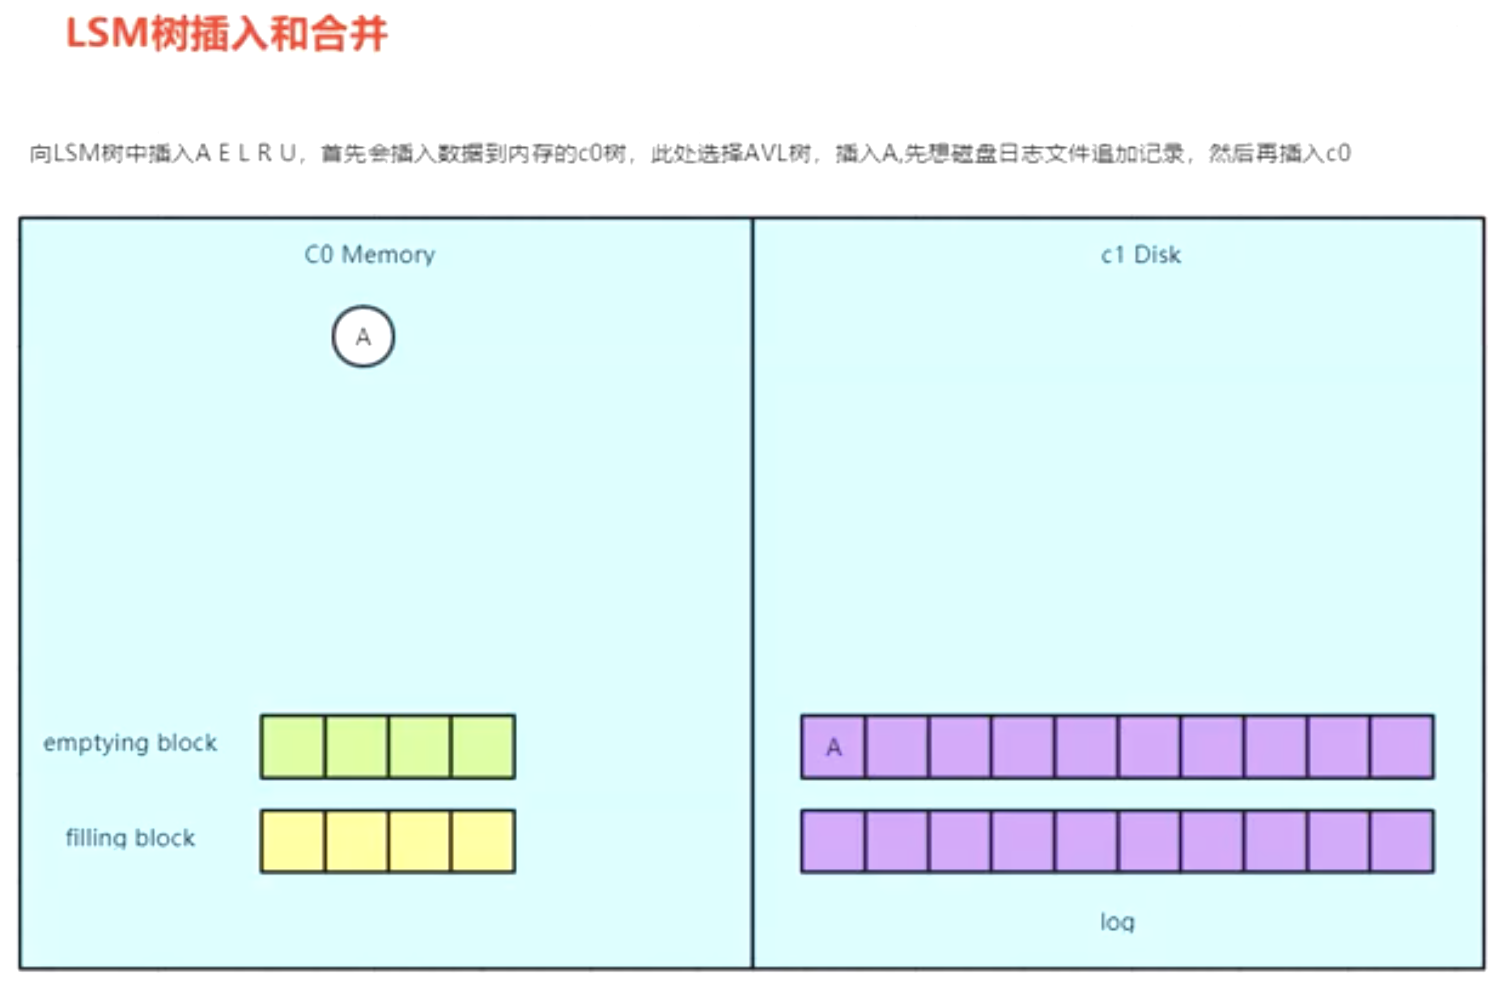 LSM树插入和合并
向LSM树中插入A E L R U，首先会插入数据到内存的c0树，此处选择AVL树，插入A,先想磁盘日志文件追加记录，然后再插入c0
C0 Memory
c1 Disk
A
emptying block
A
filling block
log